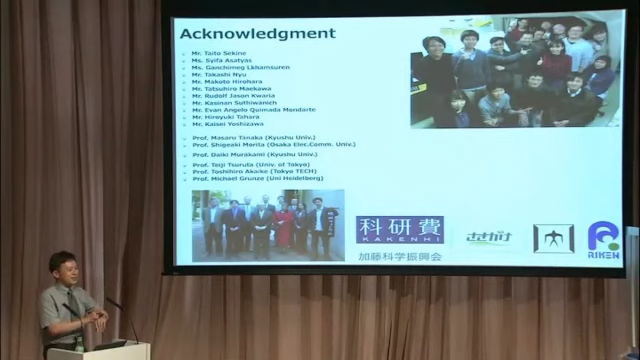 Acknowledgment
Mr. Taito Sekine
Ms. Syifa Asatyas
Ms. Ganchimeg Lkhamsuren
Mr. Takashi Nyu
Mr. Makoto Hirohara
Mr. Tatsuhiro Maekawa
Mr. Rudolf Jason Kwaria
Mr. Kasinan Suthiwanich
Mr. Evan Angelo Quimada Mondarte
Mr. Hiroyuki Tahara
Mr. Kaisei Yoshizawa
Prof. Masaru Tanaka (Kyushu Univ.)
Prof. Shigeaki Morita (Osaka Elec.Comm. Univ.)
Prof. Daiki Murakami (Kyushu Univ.)
Prof. Teiji Tsuruta (Univ. of Tokyo)
Prof. Toshihiro Akaike (Tokyo TECH)
Prof. Michael Grunze (Uni Heidelberg)
科研費
KAKENHI
さきがけ
RIKEN
加藤科学振興会